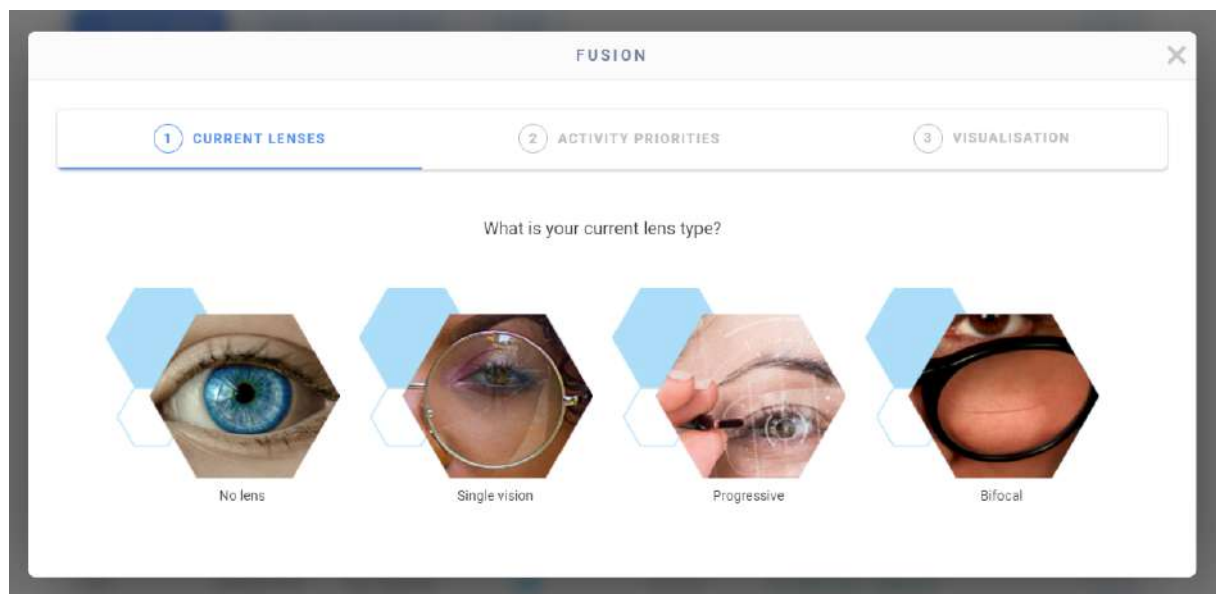 FUSION
1 CURRENT LENSES
2 ACTIVITY PRIORITIES
3 VISUALISATION
What is your current lens type?
No lens
Single vision
Progressive
Bifocal